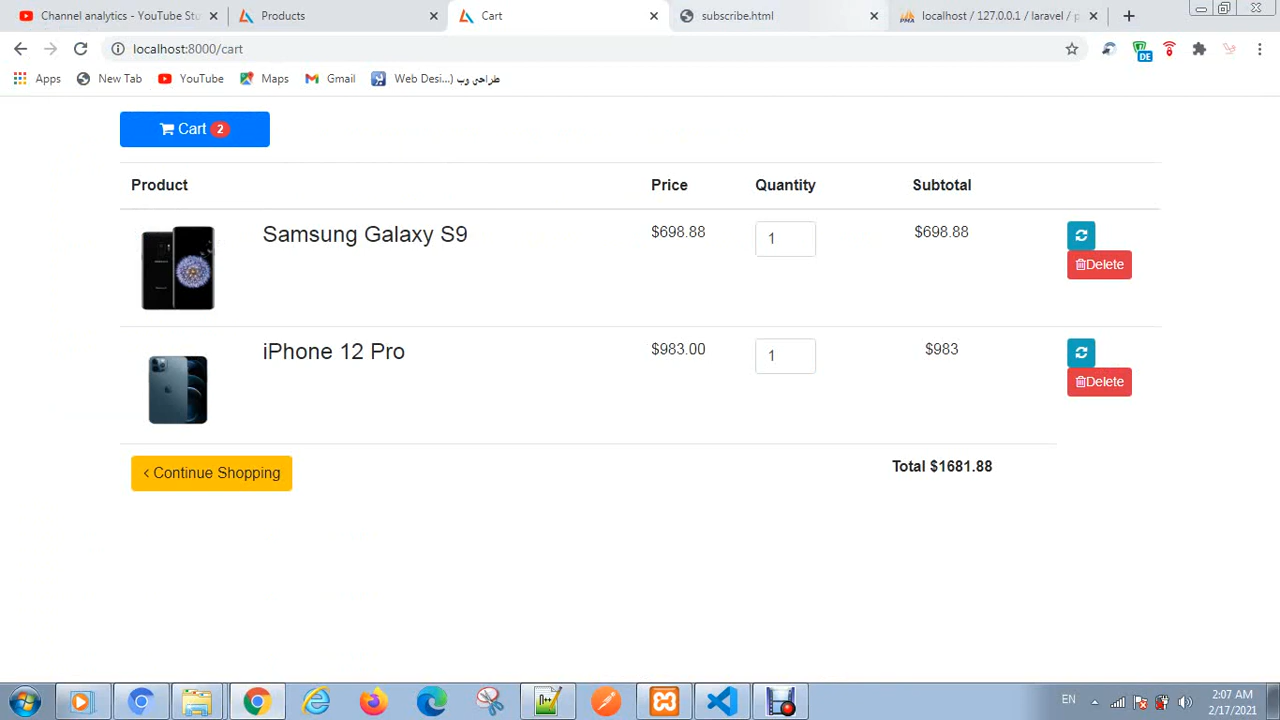 Channel analytics - YouTube Stu
Products
Cart
subscribe.html
localhost / 127.0.0.1 / laravel / p
localhost:8000/cart
DE
Apps
New Tab
YouTube
Maps
Gmail
Web Desi...) طراحی وب
Cart 2
Product Price Quantity Subtotal
Samsung Galaxy S9 $698.88 1 $698.88
Delete
iPhone 12 Pro $983.00 1 $983
Delete
< Continue Shopping Total $1681.88
EN
2:07 AM
2/17/2021